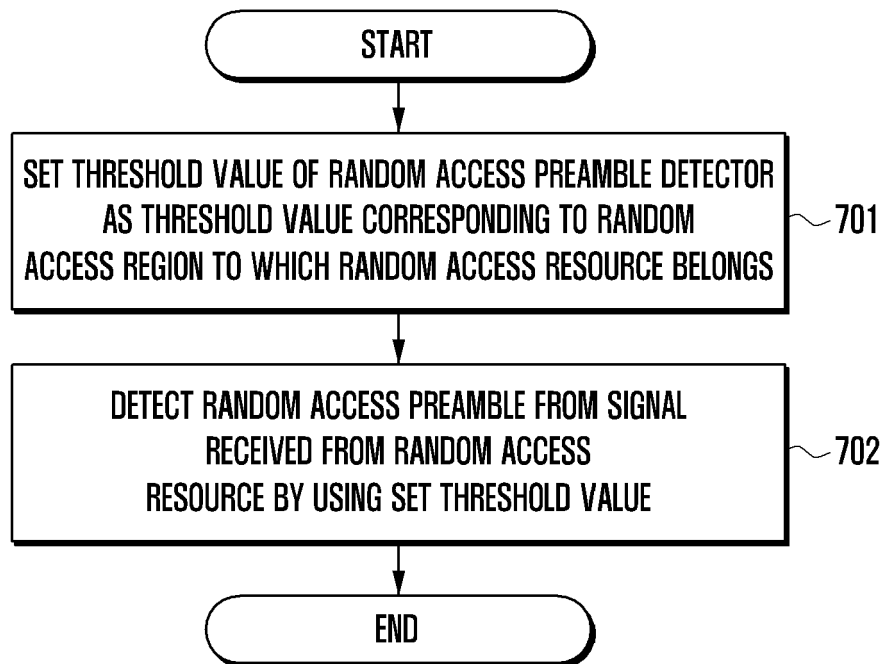 START
SET THRESHOLD VALUE OF RANDOM ACCESS PREAMBLE DETECTOR
AS THRESHOLD VALUE CORRESPONDING TO RANDOM
ACCESS REGION TO WHICH RANDOM ACCESS RESOURCE BELONGS
701
DETECT RANDOM ACCESS PREAMBLE FROM SIGNAL
RECEIVED FROM RANDOM ACCESS
RESOURCE BY USING SET THRESHOLD VALUE
702
END